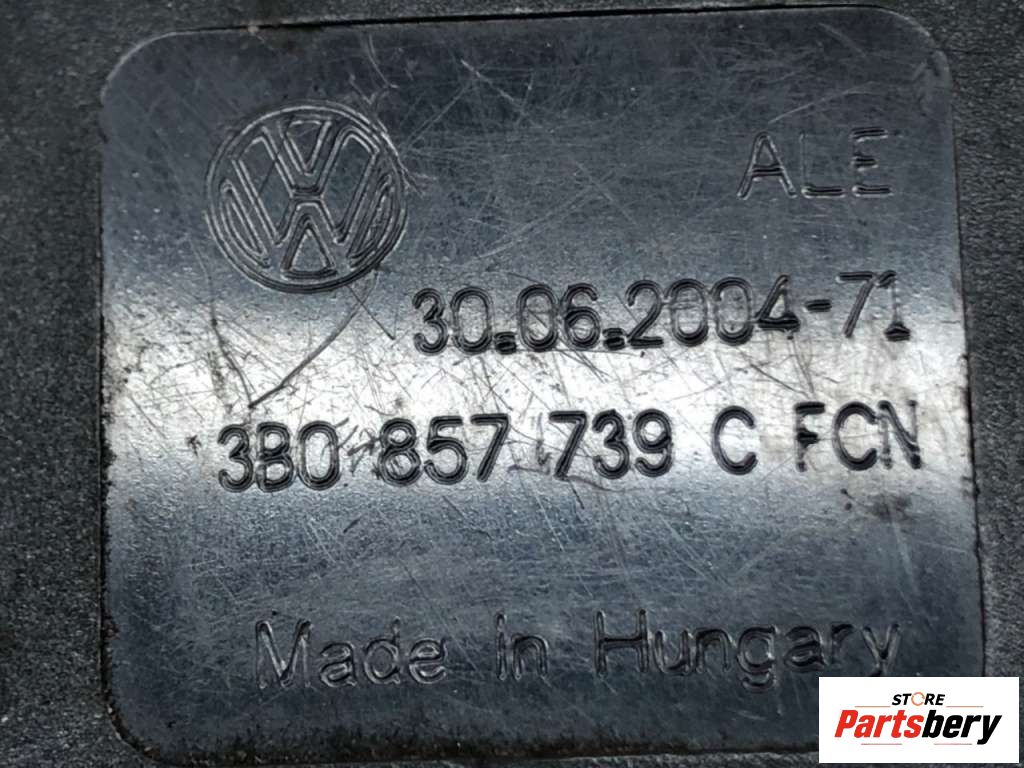 ALE
30.06.2004-71
3B0 857 739 C FCN
Made in Hungary
STORE
Partsbery